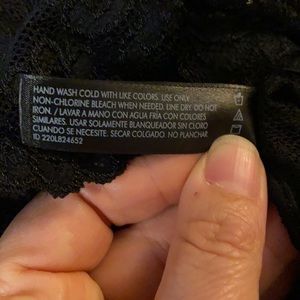 HAND WASH COLD WITH LIKE COLORS. USE ONLY
NON-CHLORINE BLEACH WHEN NEEDED. LINE DRY. DO NOT
IRON. / LAVAR A MANO CON AGUA FRIA CON COLORES
SIMILARES. USAR SOLAMENTE BLANQUEADOR SIN CLORO
CUANDO SE NECESITE. SECAR COLGADO. NO PLANCHAR
ID 220L824652